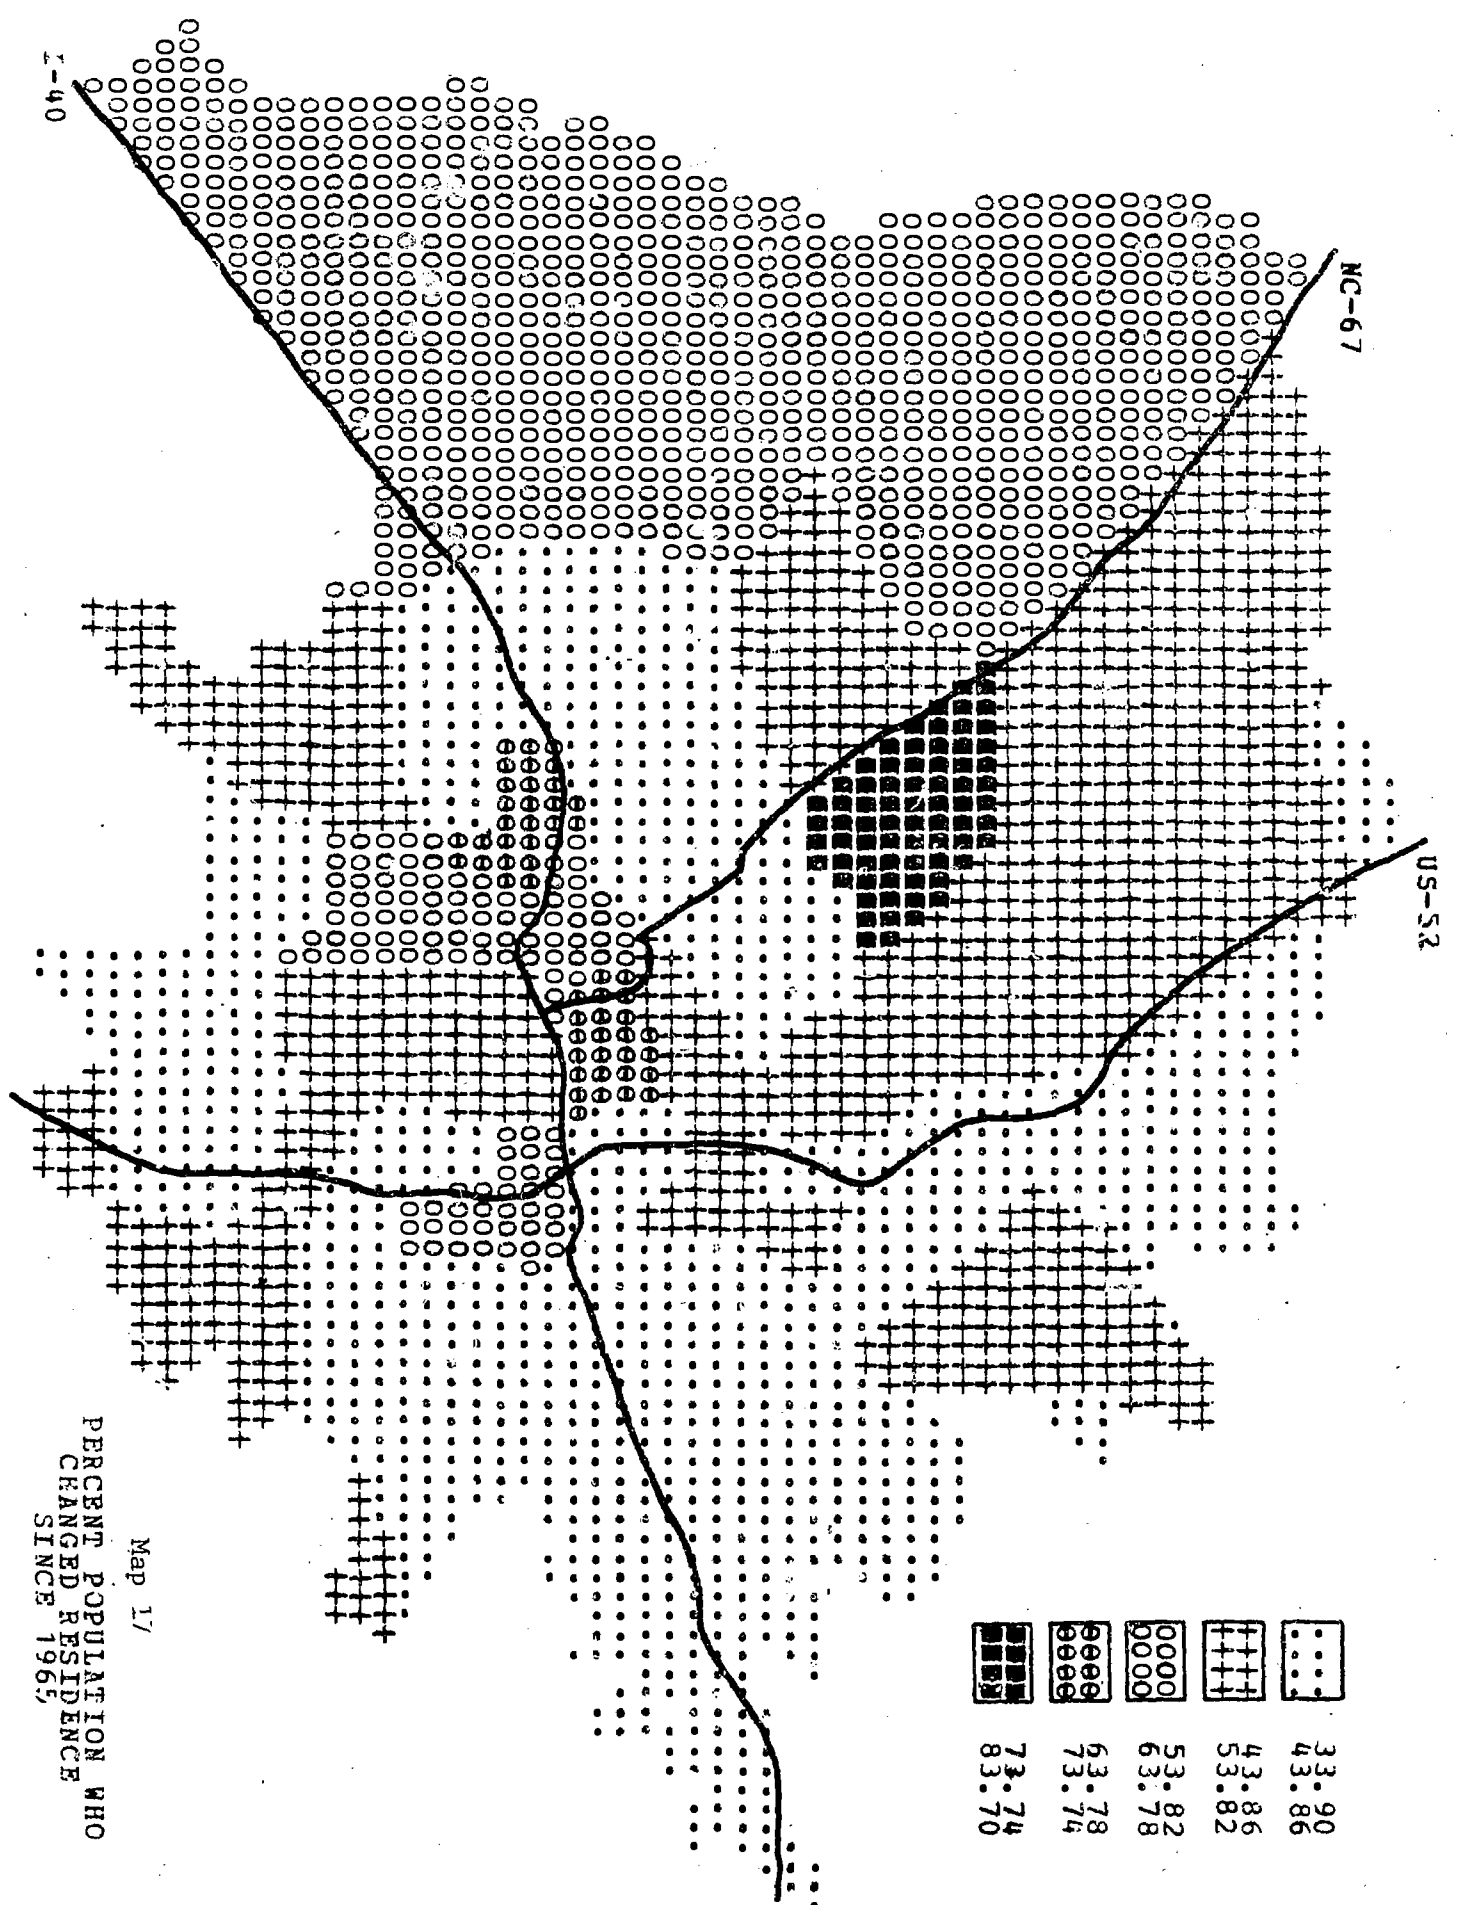 I-40
NC-67
US-52
33.90
43.86
43.86
53.82
53.82
63.78
63.78
73.74
73.74
83.70
Map 17
PERCENT POPULATION WHO
CHANGED RESIDENCE
SINCE 1965